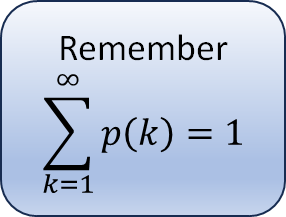 Remember
∞
∑ p(k) = 1
k=1